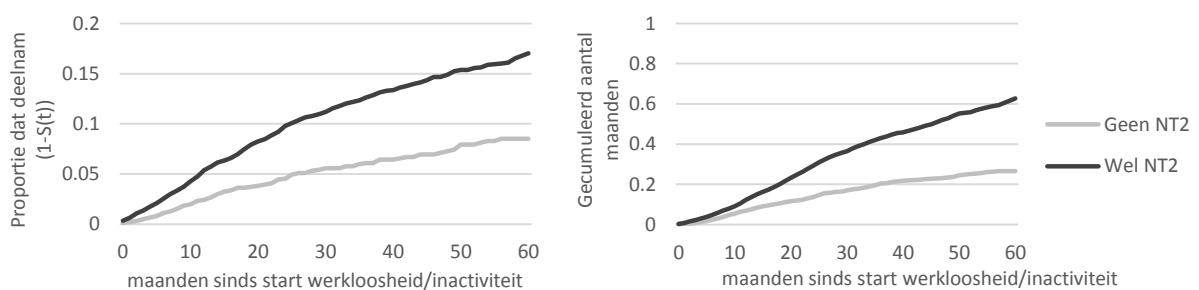 Proportie dat deelnam
(1-S(t))
0.2
0.15
0.1
0.05
0
0 10 20 30 40 50 60
maanden sinds start werkloosheid/inactiviteit
Gecumuleerd aantal
maanden
1
0.8
0.6
0.4
0.2
0
0 10 20 30 40 50 60
maanden sinds start werkloosheid/inactiviteit
Geen NT2
Wel NT2